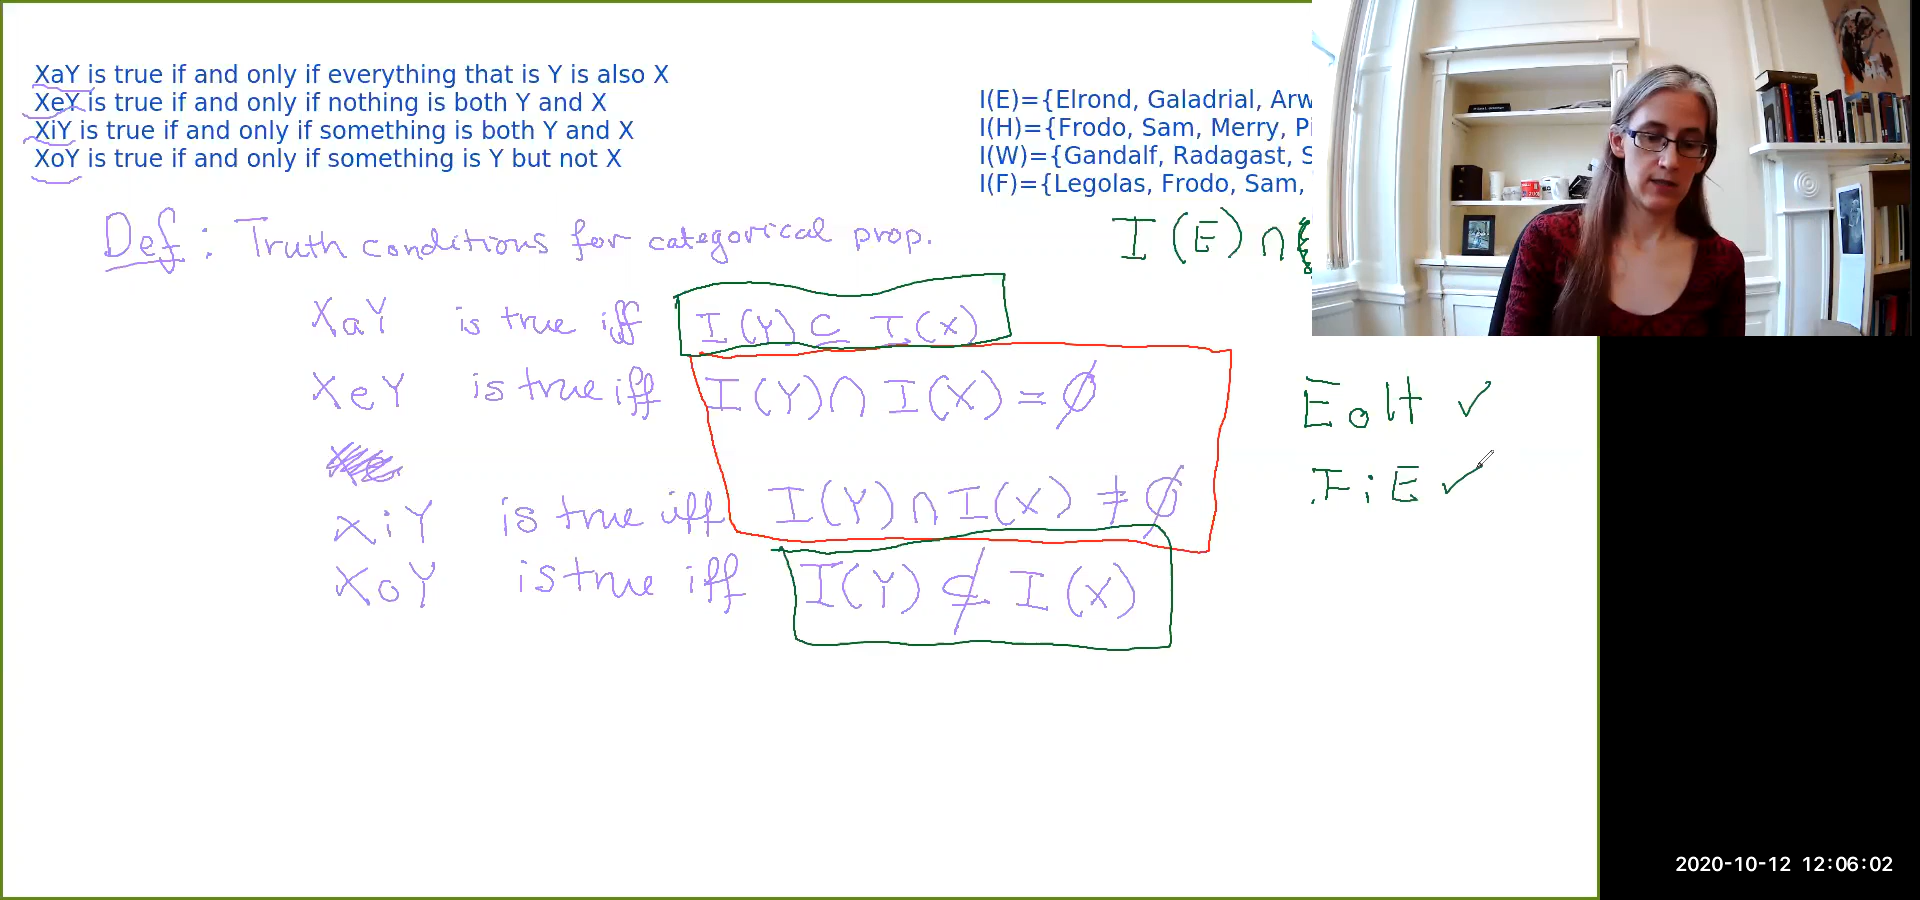 XaY is true if and only if everything that is Y is also X
XeY is true if and only if nothing is both Y and X
XiY is true if and only if something is both Y and X
XoY is true if and only if something is Y but not X
I(E)={Elrond, Galadrial, Arw
I(H)={Frodo, Sam, Merry, Pi
I(W)={Gandalf, Radagast, S
I(F)={Legolas, Frodo, Sam,
Def: Truth conditions for categorical prop.
I(E)∩
XaY is true iff I(Y) ⊆ I(X)
XeY is true iff I(Y)∩ I(X) = ∅
XiY is true iff I(Y)∩I(X) ≠ ∅
XoY is true iff I(Y) ⊈ I(X)
EoH ✓
FiE ✓
2020-10-12 12:06:02